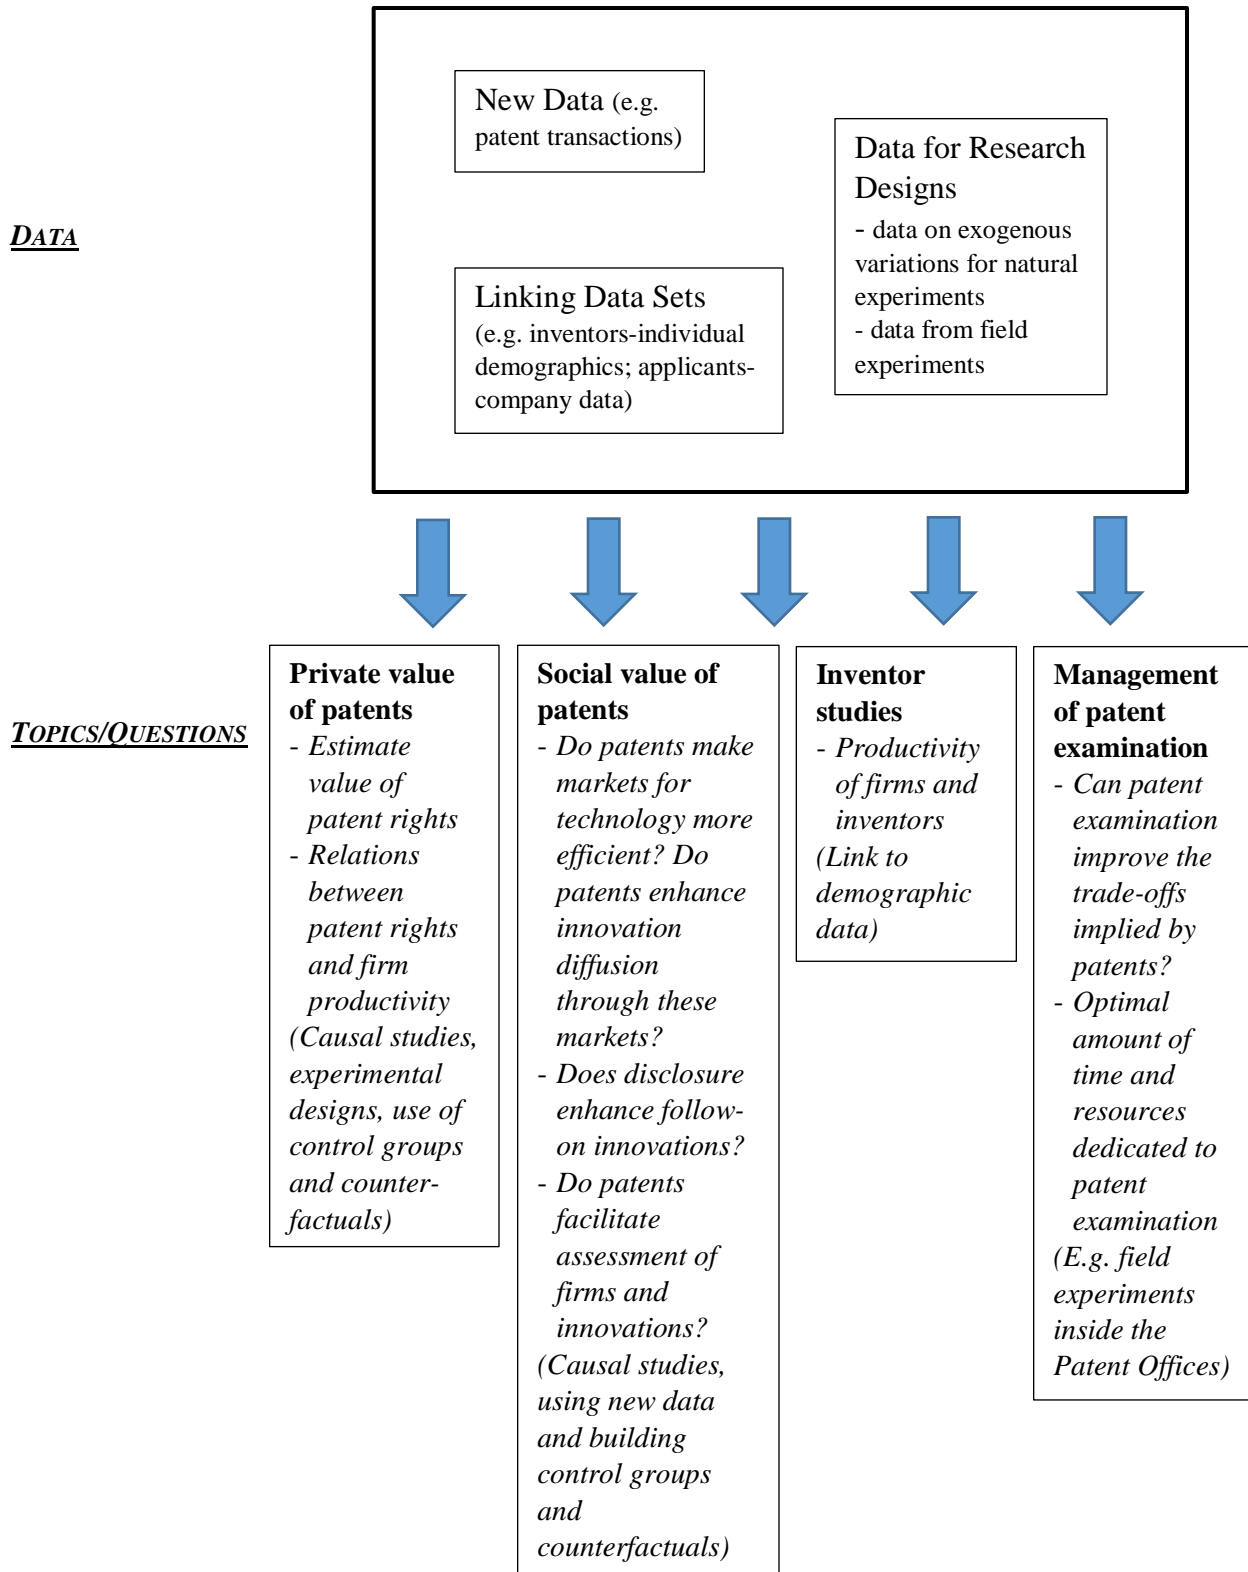 New Data (e.g.
patent transactions)
Data for Research
Designs
- data on exogenous
variations for natural
experiments
- data from field
experiments
DATA
Linking Data Sets
(e.g. inventors-individual
demographics; applicants-
company data)
TOPICS/QUESTIONS
Private value
of patents
- Estimate
value of
patent rights
- Relations
between
patent rights
and firm
productivity
(Causal studies,
experimental
designs, use of
control groups
and counter-
factuals)
Social value of
patents
- Do patents make
markets for
technology more
efficient? Do
patents enhance
innovation
diffusion
through these
markets?
- Does disclosure
enhance follow-
on innovations?
- Do patents
facilitate
assessment of
firms and
innovations?
(Causal studies,
using new data
and building
control groups
and
counterfactuals)
Inventor
studies
- Productivity
of firms and
inventors
(Link to
demographic
data)
Management
of patent
examination
- Can patent
examination
improve the
trade-offs
implied by
patents?
- Optimal
amount of
time and
resources
dedicated to
patent
examination
(E.g. field
experiments
inside the
Patent Offices)